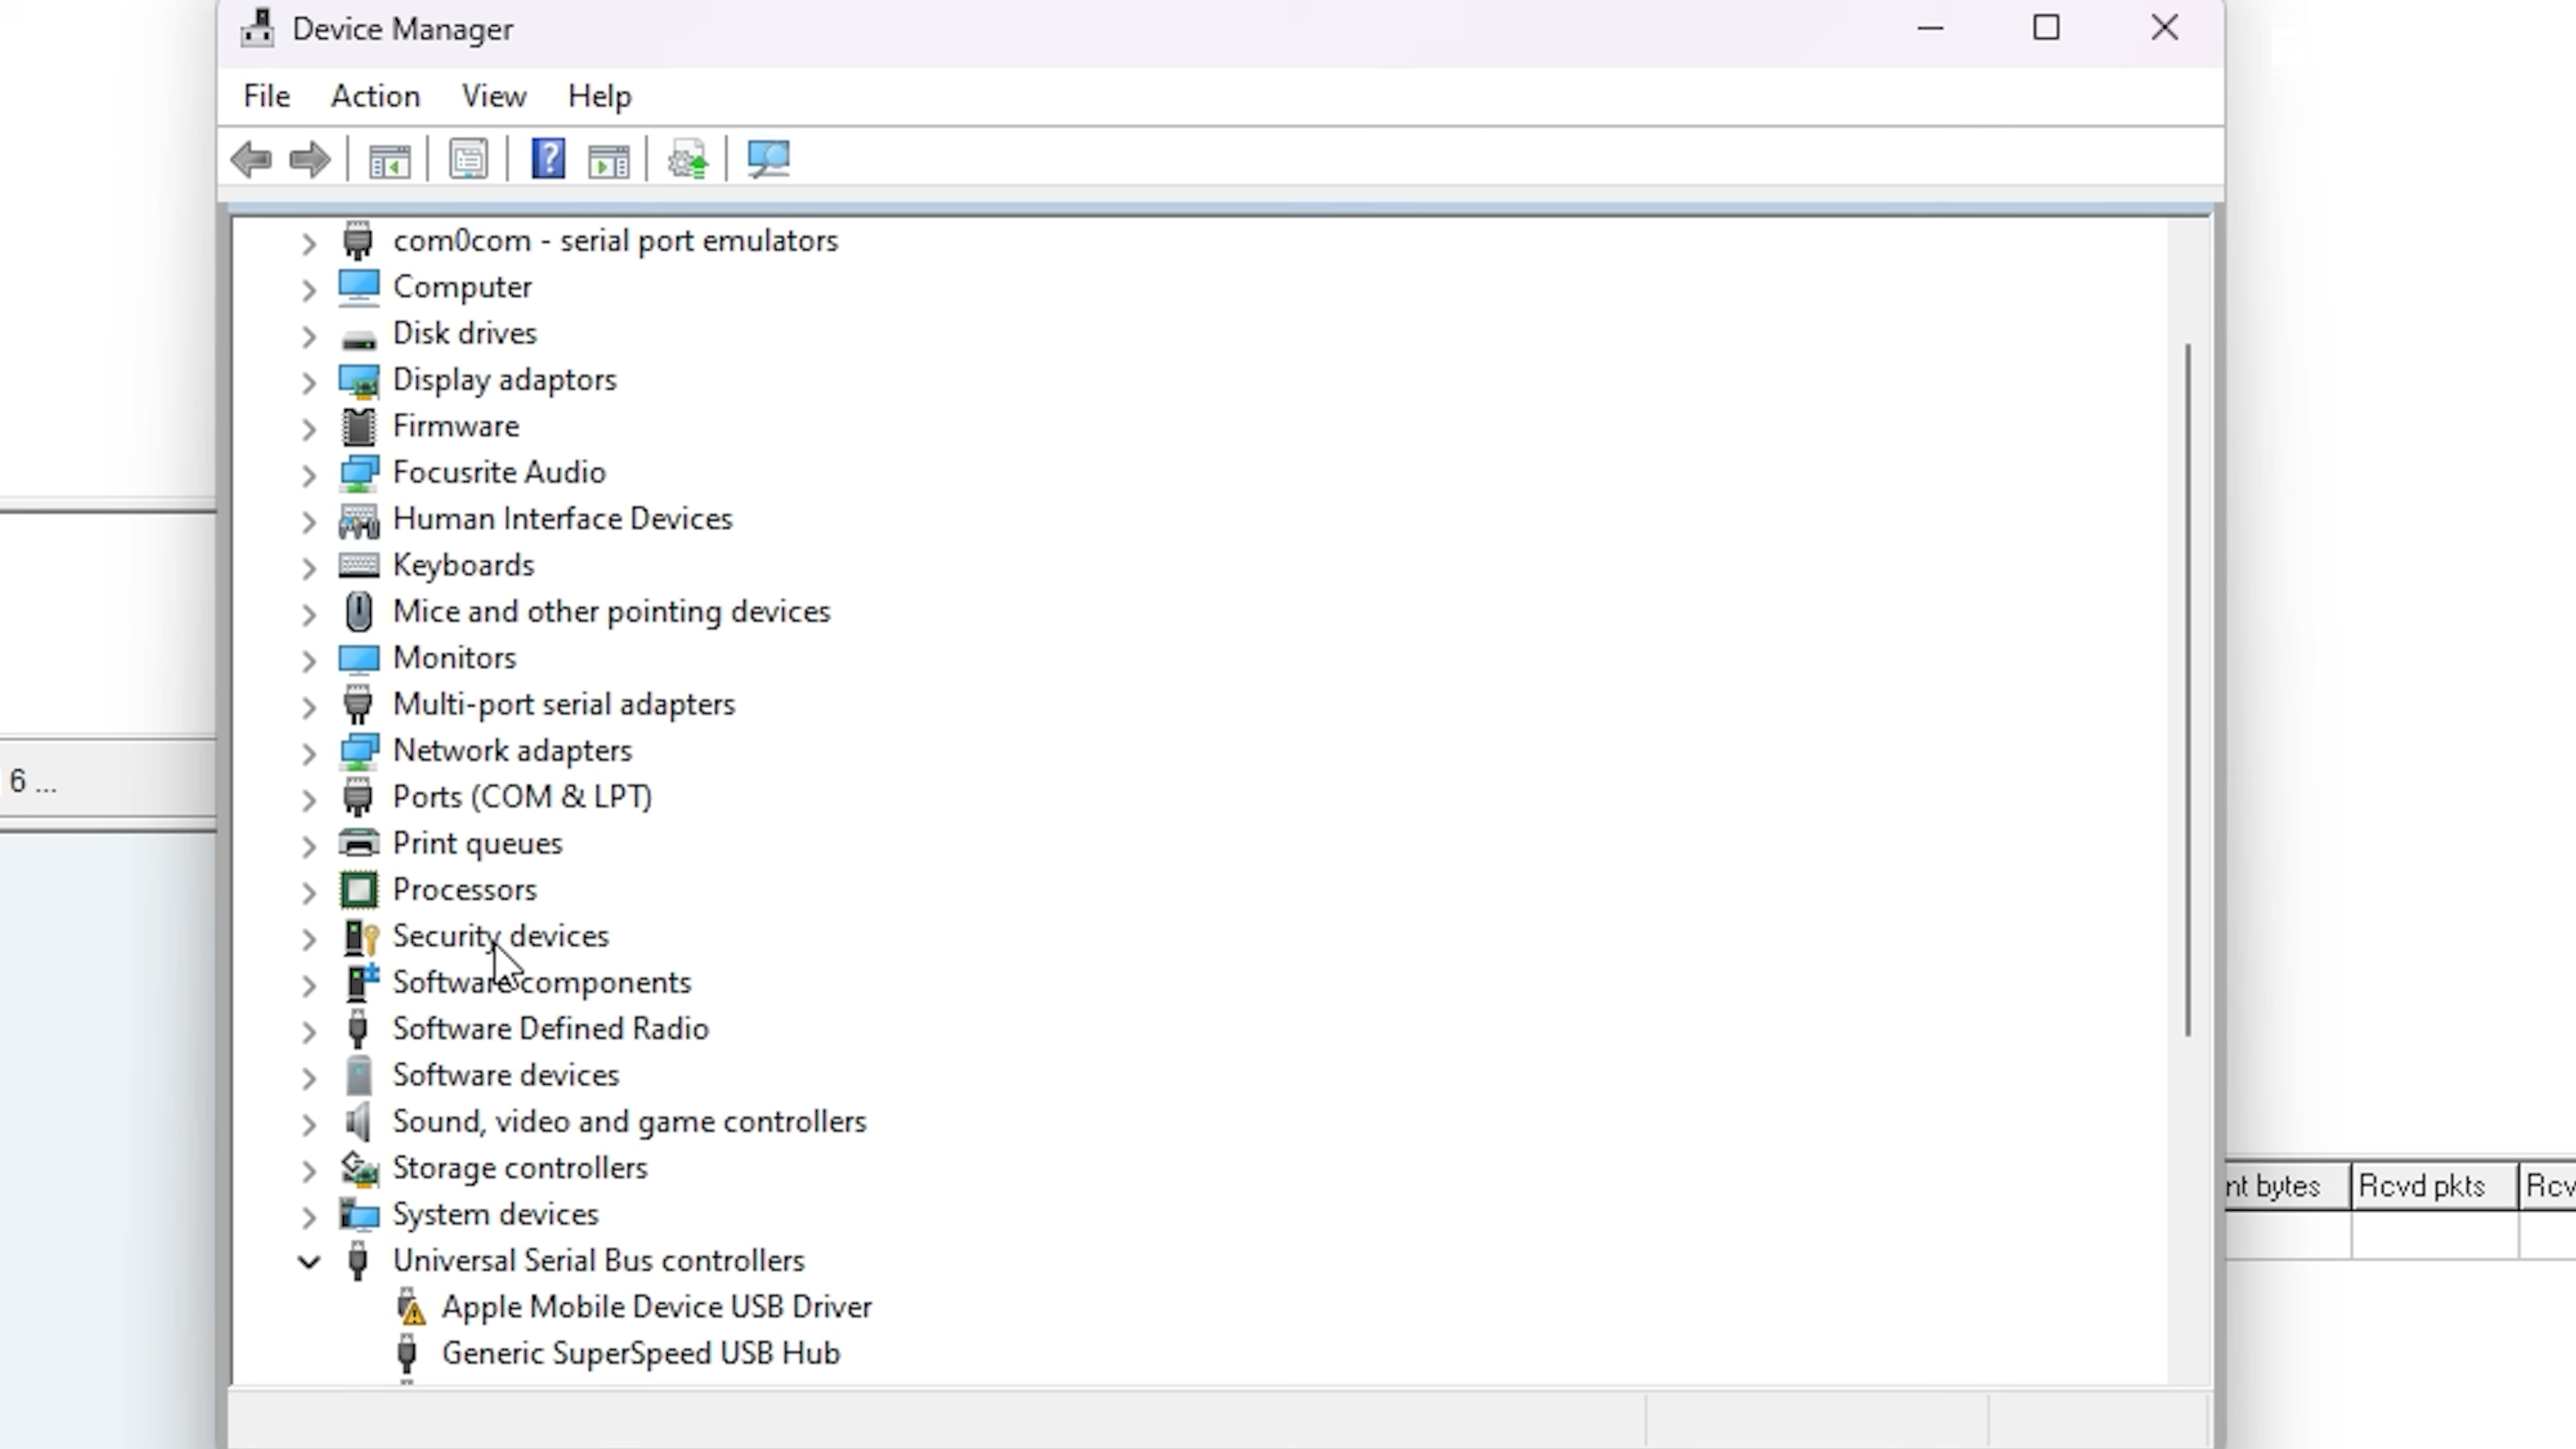 Device Manager
File Action View Help
com0com - serial port emulators
Computer
Disk drives
Display adaptors
Firmware
Focusrite Audio
Human Interface Devices
Keyboards
Mice and other pointing devices
Monitors
Multi-port serial adapters
Network adapters
6 ...
Ports (COM & LPT)
Print queues
Processors
Security devices
Software components
Software Defined Radio
Software devices
Sound, video and game controllers
Storage controllers
nt bytes Rcvd pkts Rcv
System devices
Universal Serial Bus controllers
Apple Mobile Device USB Driver
Generic SuperSpeed USB Hub